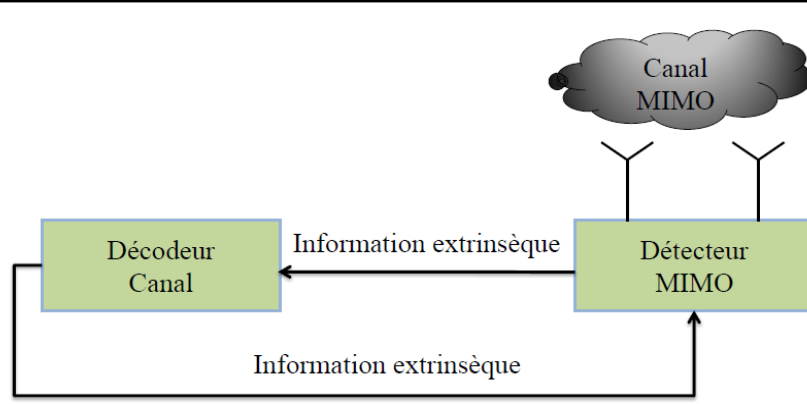 Canal
MIMO
Décodeur
Canal
Information extrinsèque
Détecteur
MIMO
Information extrinsèque